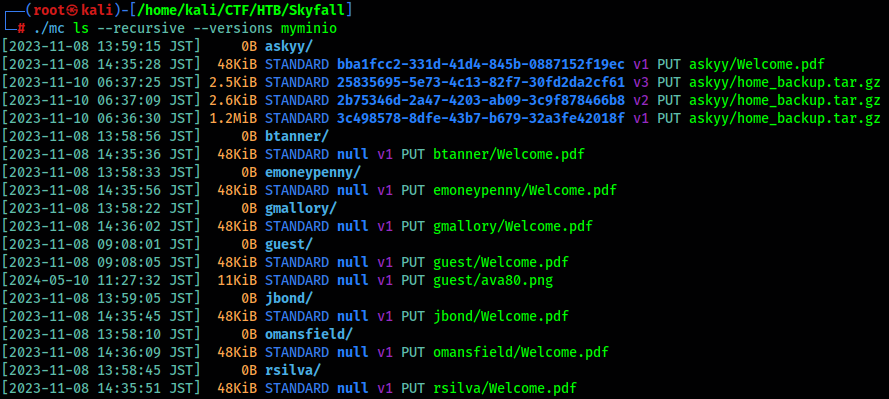 ┌──(root㉿kali)-[/home/kali/CTF/HTB/Skyfall]
└─# ./mc ls --recursive --versions myminio
[2023-11-08 13:59:15 JST]     0B askyy/
[2023-11-08 14:35:28 JST]  48KiB STANDARD bba1fcc2-331d-41d4-845b-0887152f19ec v1 PUT askyy/Welcome.pdf
[2023-11-10 06:37:25 JST] 2.5KiB STANDARD 25835695-5e73-4c13-82f7-30fd2da2cf61 v3 PUT askyy/home_backup.tar.gz
[2023-11-10 06:37:09 JST] 2.6KiB STANDARD 2b75346d-2a47-4203-ab09-3c9f878466b8 v2 PUT askyy/home_backup.tar.gz
[2023-11-10 06:36:30 JST] 1.2MiB STANDARD 3c498578-8dfe-43b7-b679-32a3fe42018f v1 PUT askyy/home_backup.tar.gz
[2023-11-08 13:58:56 JST]     0B btanner/
[2023-11-08 14:35:36 JST]  48KiB STANDARD null v1 PUT btanner/Welcome.pdf
[2023-11-08 13:58:33 JST]     0B emoneypenny/
[2023-11-08 14:35:56 JST]  48KiB STANDARD null v1 PUT emoneypenny/Welcome.pdf
[2023-11-08 13:58:22 JST]     0B gmallory/
[2023-11-08 14:36:02 JST]  48KiB STANDARD null v1 PUT gmallory/Welcome.pdf
[2023-11-08 09:08:01 JST]     0B guest/
[2023-11-08 09:08:05 JST]  48KiB STANDARD null v1 PUT guest/Welcome.pdf
[2024-05-10 11:27:32 JST]  11KiB STANDARD null v1 PUT guest/ava80.png
[2023-11-08 13:59:05 JST]     0B jbond/
[2023-11-08 14:35:45 JST]  48KiB STANDARD null v1 PUT jbond/Welcome.pdf
[2023-11-08 13:58:10 JST]     0B omansfield/
[2023-11-08 14:36:09 JST]  48KiB STANDARD null v1 PUT omansfield/Welcome.pdf
[2023-11-08 13:58:45 JST]     0B rsilva/
[2023-11-08 14:35:51 JST]  48KiB STANDARD null v1 PUT rsilva/Welcome.pdf